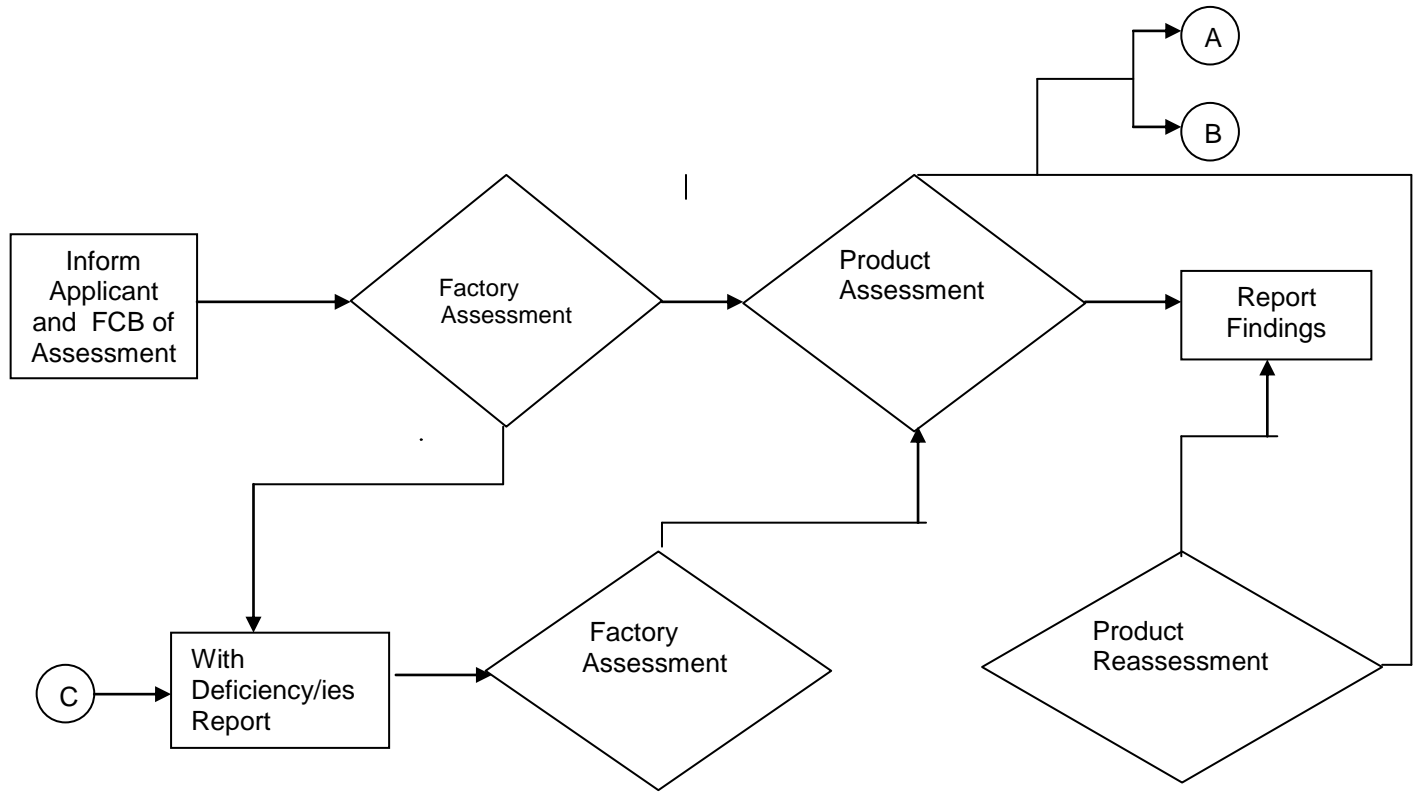 A
B
Inform
Applicant
and FCB of
Assessment
Factory
Assessment
Product
Assessment
Report
Findings
C
With
Deficiency/ies
Report
Factory
Assessment
Product
Reassessment